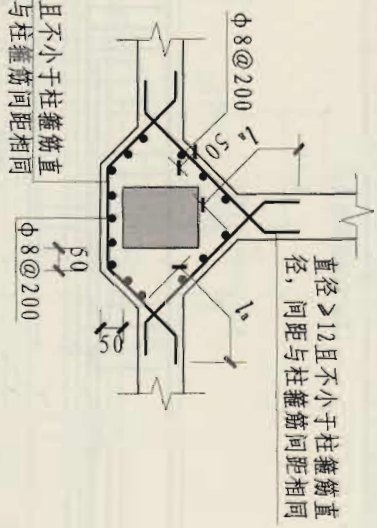 且不小于柱箍筋直
与柱箍筋间距相同
ϕ8@200
50
lₐ
lₐ
ϕ8@200
50
50
直径≥12且不小于柱箍筋直
径，间距与柱箍筋间距相同